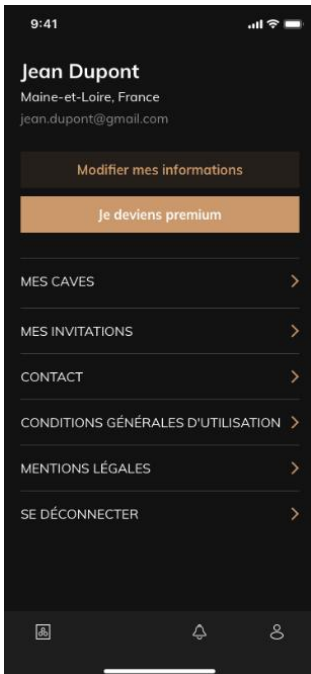 9:41
Jean Dupont
Maine-et-Loire, France
jean.dupont@gmail.com
Modifier mes informations
Je deviens premium
MES CAVES
MES INVITATIONS
CONTACT
CONDITIONS GÉNÉRALES D'UTILISATION
MENTIONS LÉGALES
SE DÉCONNECTER